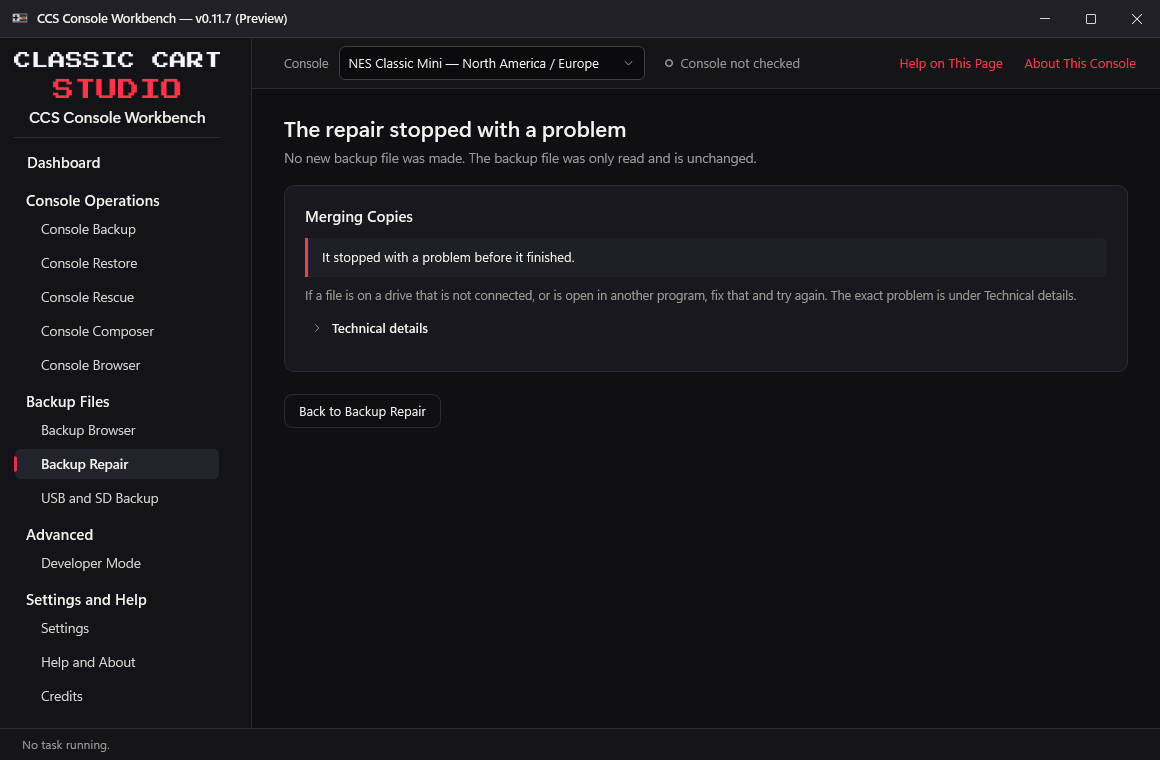 CCS Console Workbench — v0.11.7 (Preview)
CLASSIC CART
STUDIO
CCS Console Workbench
Dashboard
Console Operations
Console Backup
Console Restore
Console Rescue
Console Composer
Console Browser
Backup Files
Backup Browser
Backup Repair
USB and SD Backup
Advanced
Developer Mode
Settings and Help
Settings
Help and About
Credits
Console
NES Classic Mini — North America / Europe
Console not checked
Help on This Page
About This Console
The repair stopped with a problem
No new backup file was made. The backup file was only read and is unchanged.
Merging Copies
It stopped with a problem before it finished.
If a file is on a drive that is not connected, or is open in another program, fix that and try again. The exact problem is under Technical details.
Technical details
Back to Backup Repair
No task running.